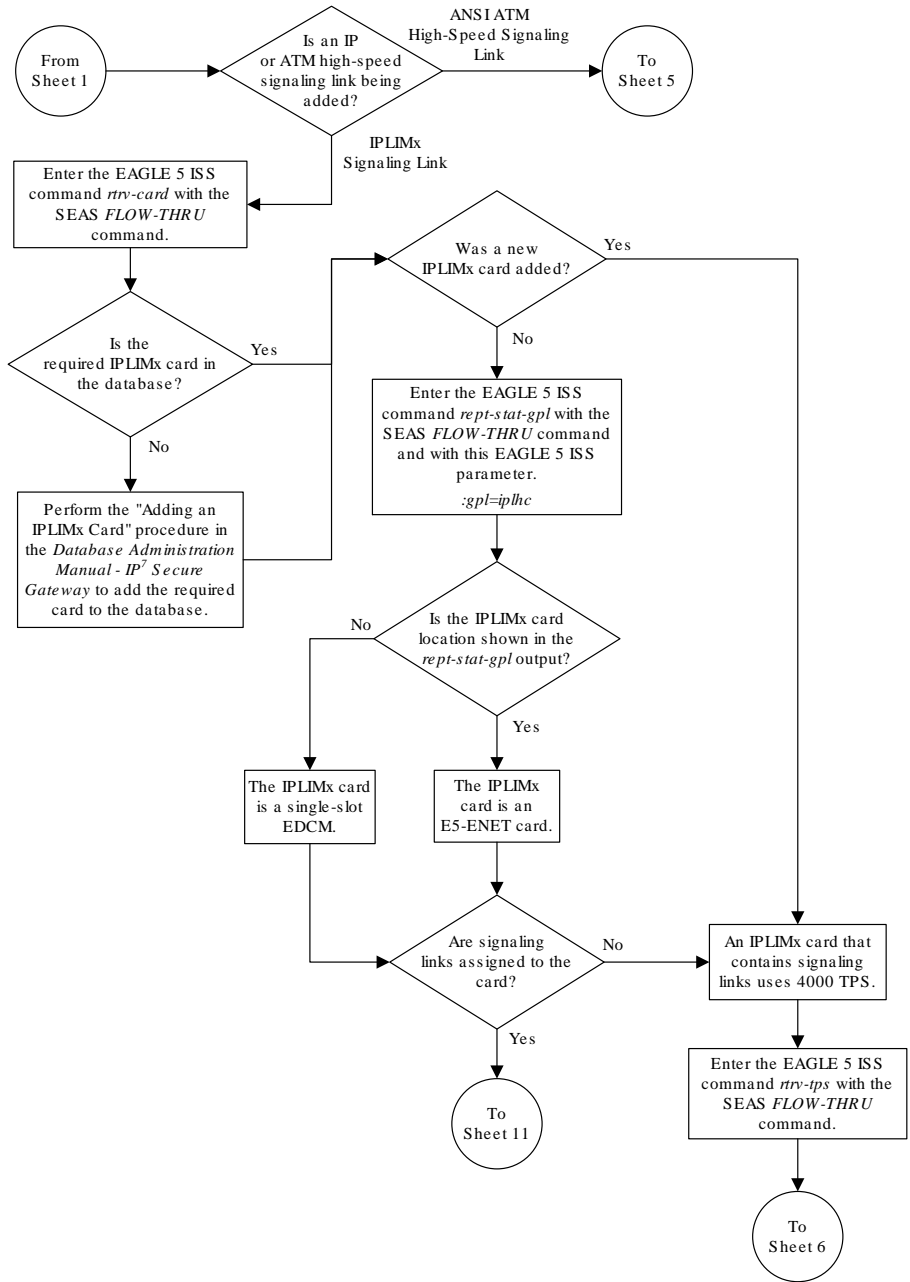 From
Sheet 1
Is an IP
or ATM high-speed
signaling link being
added?
ANSI ATM
High-Speed Signaling
Link
To
Sheet 5
IPLIMx
Signaling Link
Enter the EAGLE 5 ISS
command rtrv-card with the
SEAS FLOW-THRU
command.
Is the
required IPLIMx card in
the database?
Yes
No
Perform the "Adding an
IPLIMx Card" procedure in
the Database Administration
Manual - IP⁷ Secure
Gateway to add the required
card to the database.
Was a new
IPLIMx card added?
Yes
No
Enter the EAGLE 5 ISS
command rept-stat-gpl with the
SEAS FLOW-THRU command
and with this EAGLE 5 ISS
parameter.
:gpl=iplhc
Is the IPLIMx card
location shown in the
rept-stat-gpl output?
No
Yes
The IPLIMx card
is a single-slot
EDCM.
The IPLIMx
card is an
E5-ENET card.
Are signaling
links assigned to the
card?
No
Yes
To
Sheet 11
An IPLIMx card that
contains signaling
links uses 4000 TPS.
Enter the EAGLE 5 ISS
command rtrv-tps with the
SEAS FLOW-THRU
command.
To
Sheet 6